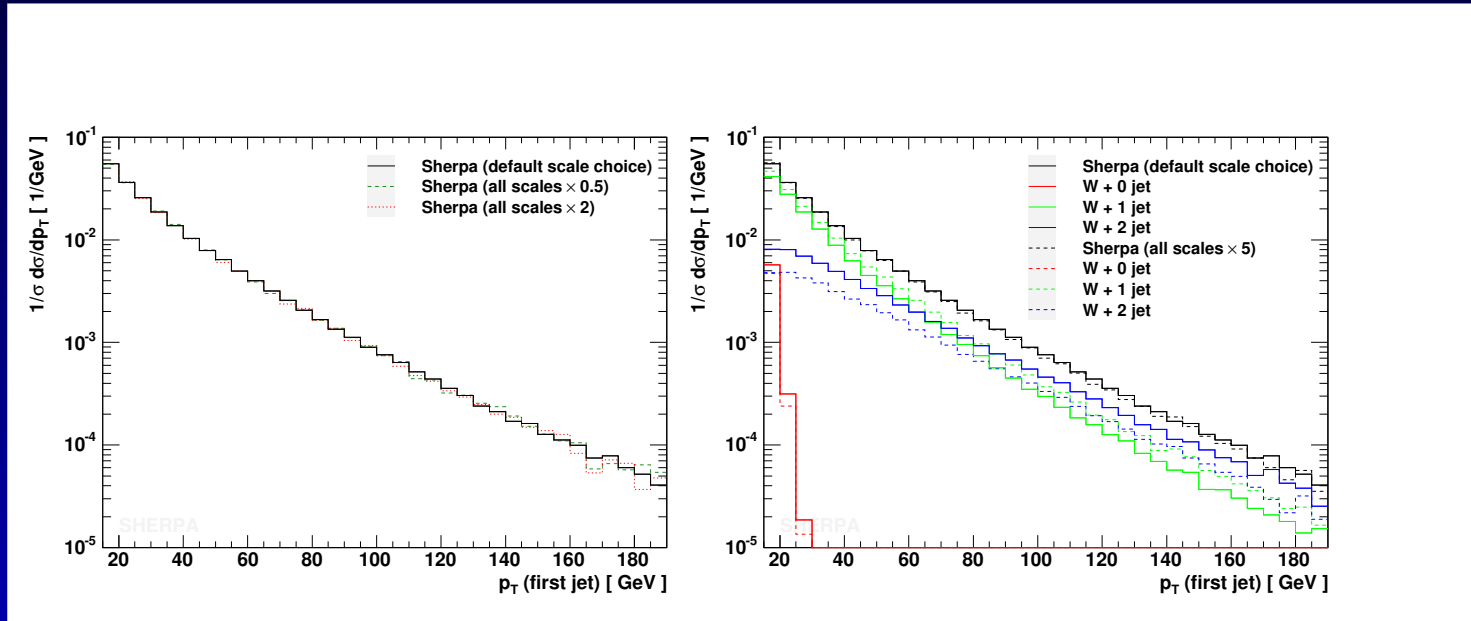 1/σ dσ/dp_T [ 1/GeV ]
10^-1
10^-2
10^-3
10^-4
10^-5
Sherpa (default scale choice)
Sherpa (all scales × 0.5)
Sherpa (all scales × 2)
SHERPA
20 40 60 80 100 120 140 160 180
p_T (first jet) [ GeV ]
1/σ dσ/dp_T [ 1/GeV ]
10^-1
10^-2
10^-3
10^-4
10^-5
Sherpa (default scale choice)
W + 0 jet
W + 1 jet
W + 2 jet
Sherpa (all scales × 5)
W + 0 jet
W + 1 jet
W + 2 jet
SHERPA
20 40 60 80 100 120 140 160 180
p_T (first jet) [ GeV ]